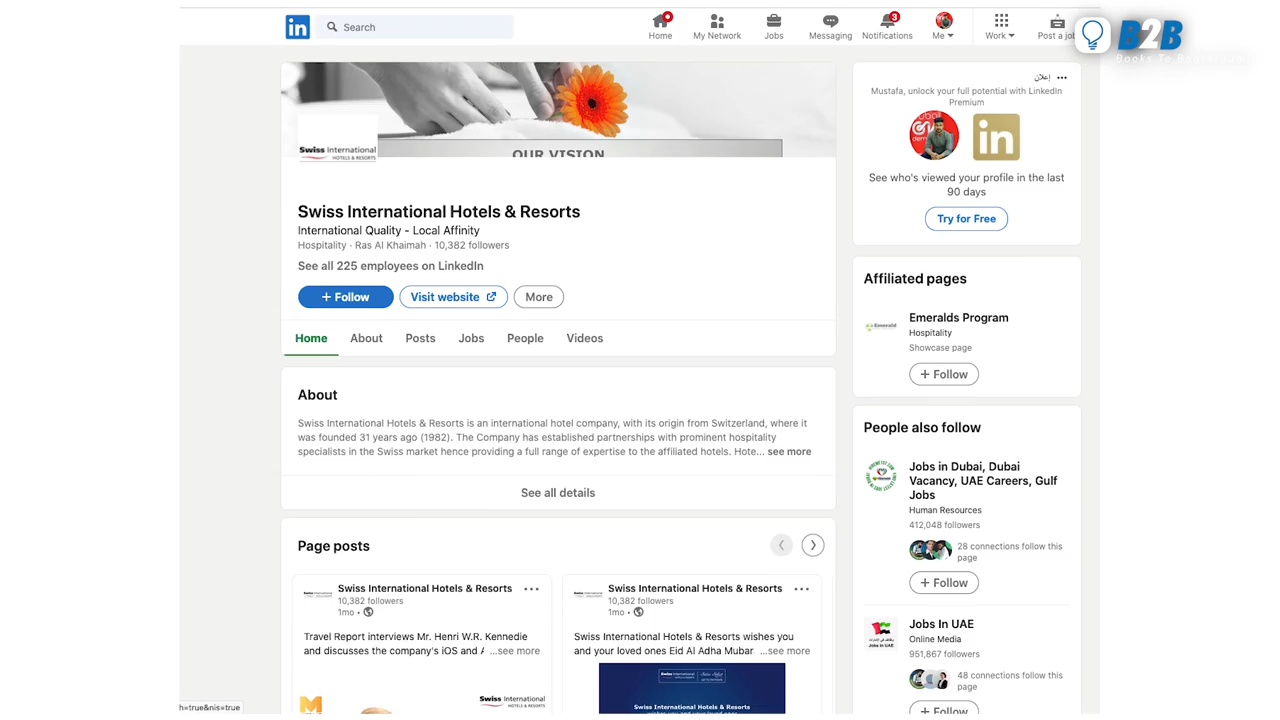 in
Search
Home
My Network
Jobs
Messaging
3
Notifications
Me
Work
Post a job
B2B
OUR VISION
Swiss International
HOTELS & RESORTS
Swiss International Hotels & Resorts
International Quality - Local Affinity
Hospitality · Ras Al Khaimah · 10,382 followers
See all 225 employees on LinkedIn
+ Follow
Visit website
More
Home
About
Posts
Jobs
People
Videos
About
Swiss International Hotels & Resorts is an international hotel company, with its origin from Switzerland, where it
was founded 31 years ago (1982). The Company has established partnerships with prominent hospitality
specialists in the Swiss market hence providing a full range of expertise to the affiliated hotels. Hote... see more
See all details
Page posts
Swiss International Hotels & Resorts
10,382 followers
1mo •
Travel Report interviews Mr. Henri W.R. Kennedie
and discusses the company's iOS and
...see more
Swiss International
HOTELS & RESORTS
Swiss International Hotels & Resorts
10,382 followers
1mo •
Swiss International Hotels & Resorts wishes you
and your loved ones Eid Al Adha Mubar
...see more
Swiss International Hotels & Resorts
إعلان
Mustafa, unlock your full potential with LinkedIn
Premium
in
See who's viewed your profile in the last
90 days
Try for Free
Affiliated pages
Emerald
Emeralds Program
Hospitality
Showcase page
+ Follow
People also follow
Jobs in Dubai, Dubai
Vacancy, UAE Careers, Gulf
Jobs
Human Resources
412,048 followers
28 connections follow this
page
+ Follow
Jobs in UAE
Jobs In UAE
Online Media
951,867 followers
48 connections follow this
page
+ Follow
h=true&nis=true